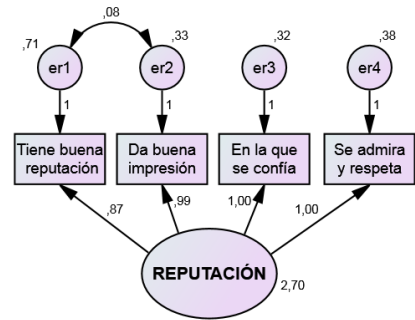 ,08
,71
,33
,32
,38
er1
er2
er3
er4
1
1
1
1
Tiene buena
reputación
Da buena
impresión
En la que
se confía
Se admira
y respeta
,87
,99
1,00
1,00
REPUTACIÓN
2,70